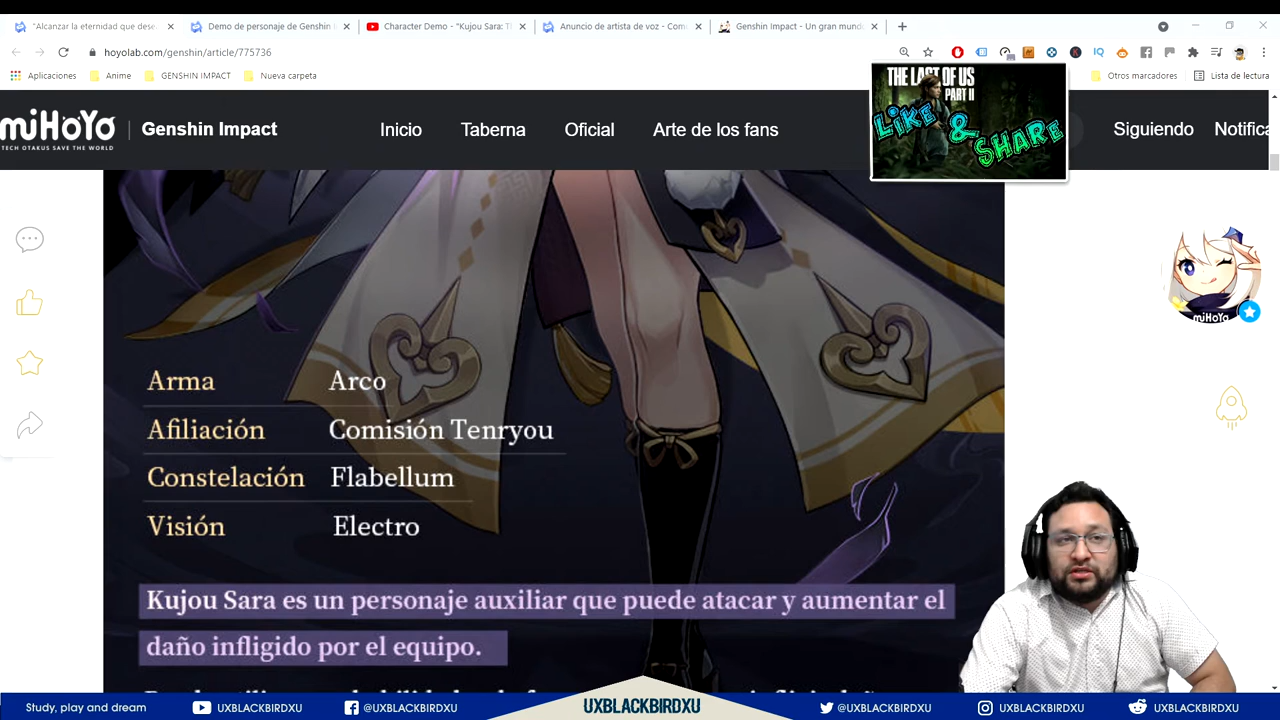 "Alcanzar la eternidad que dese
Demo de personaje de Genshin I
Character Demo - "Kujou Sara: Th
Anuncio de artista de voz - Com
Genshin Impact - Un gran mund
hoyolab.com/genshin/article/775736
Aplicaciones
Anime
GENSHIN IMPACT
Nueva carpeta
Otros marcadores
Lista de lectura
THE LAST OF US
PART II
LIKE & SHARE
miHoYo
TECH OTAKUS SAVE THE WORLD
Genshin Impact
Inicio
Taberna
Oficial
Arte de los fans
Siguiendo
Notifica
miHoYo
Arma Arco
Afiliación Comisión Tenryou
Constelación Flabellum
Visión Electro
Kujou Sara es un personaje auxiliar que puede atacar y aumentar el
daño infligido por el equipo.
Study, play and dream
UXBLACKBIRDXU
@UXBLACKBIRDXU
UXBLACKBIRDXU
@UXBLACKBIRDXU
UXBLACKBIRDXU
UXBLACKBIRDXU